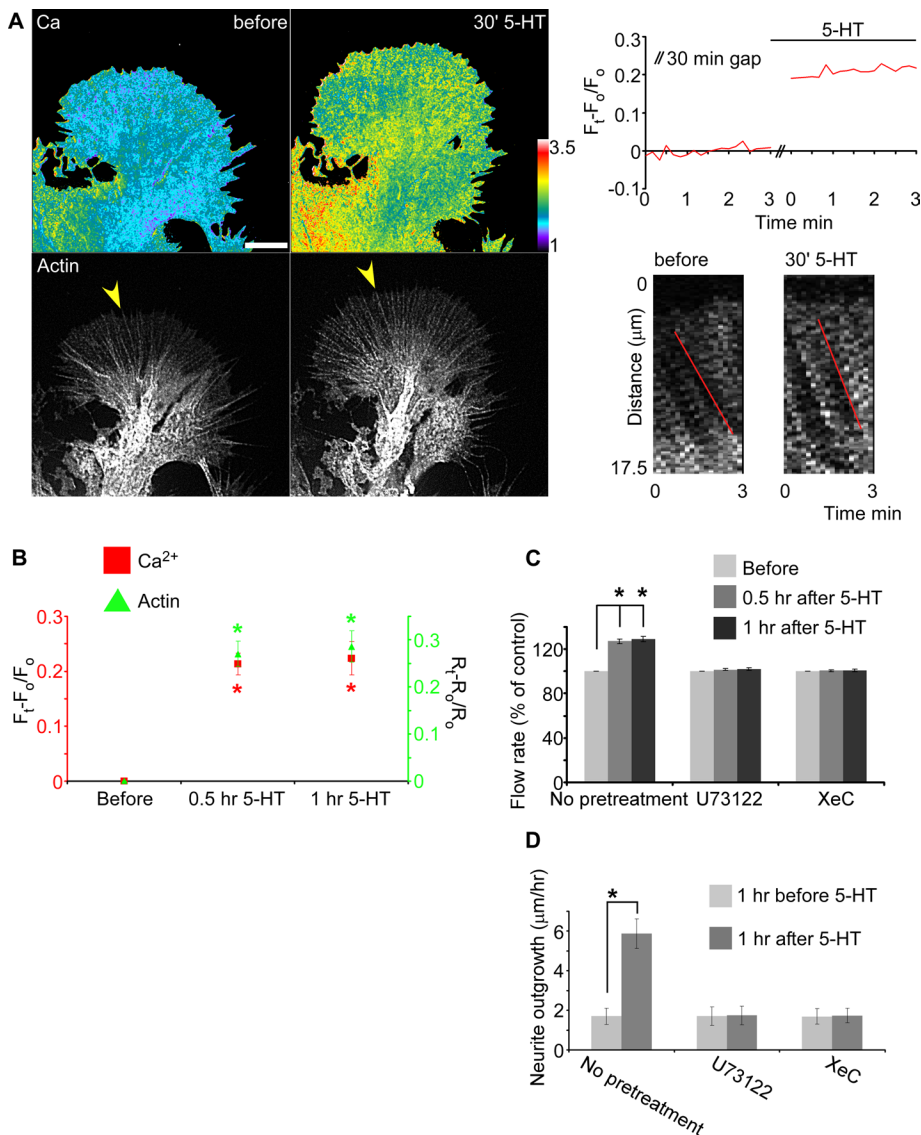 A
Ca before
30' 5-HT
3.5
1
Actin
5-HT
// 30 min gap
Ft-Fo/Fo
0.3
0.2
0.1
0
-0.1
//
0 1 2 3 0 1 2 3
Time min
before
30' 5-HT
Distance (µm)
0
17.5
0 3 0 3
Time min
B
Ca2+
Actin
Ft-Fo/Fo
0.3
0.2
0.1
0
* *
* *
Rt-Ro/Ro
0.3
0.2
0.1
0
Before 0.5 hr 5-HT 1 hr 5-HT
C
Before
0.5 hr after 5-HT
1 hr after 5-HT
* *
Flow rate (% of control)
120
80
40
0
No pretreatment U73122 XeC
D
1 hr before 5-HT
1 hr after 5-HT
*
Neurite outgrowth (µm/hr)
6
4
2
0
No pretreatment
U73122
XeC